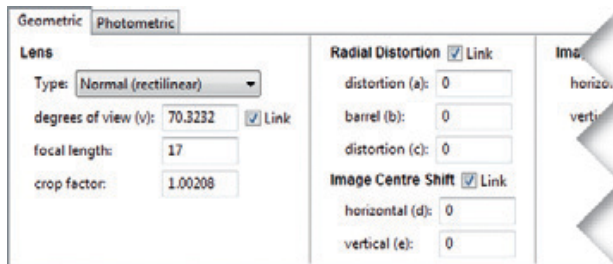 Geometric Photometric
Lens
Type: Normal (rectilinear)
degrees of view (v): 70.3232 Link
focal length: 17
crop factor: 1.00208
Radial Distortion Link
distortion (a): 0
barrel (b): 0
distortion (c): 0
Image Centre Shift Link
horizontal (d): 0
vertical (e): 0